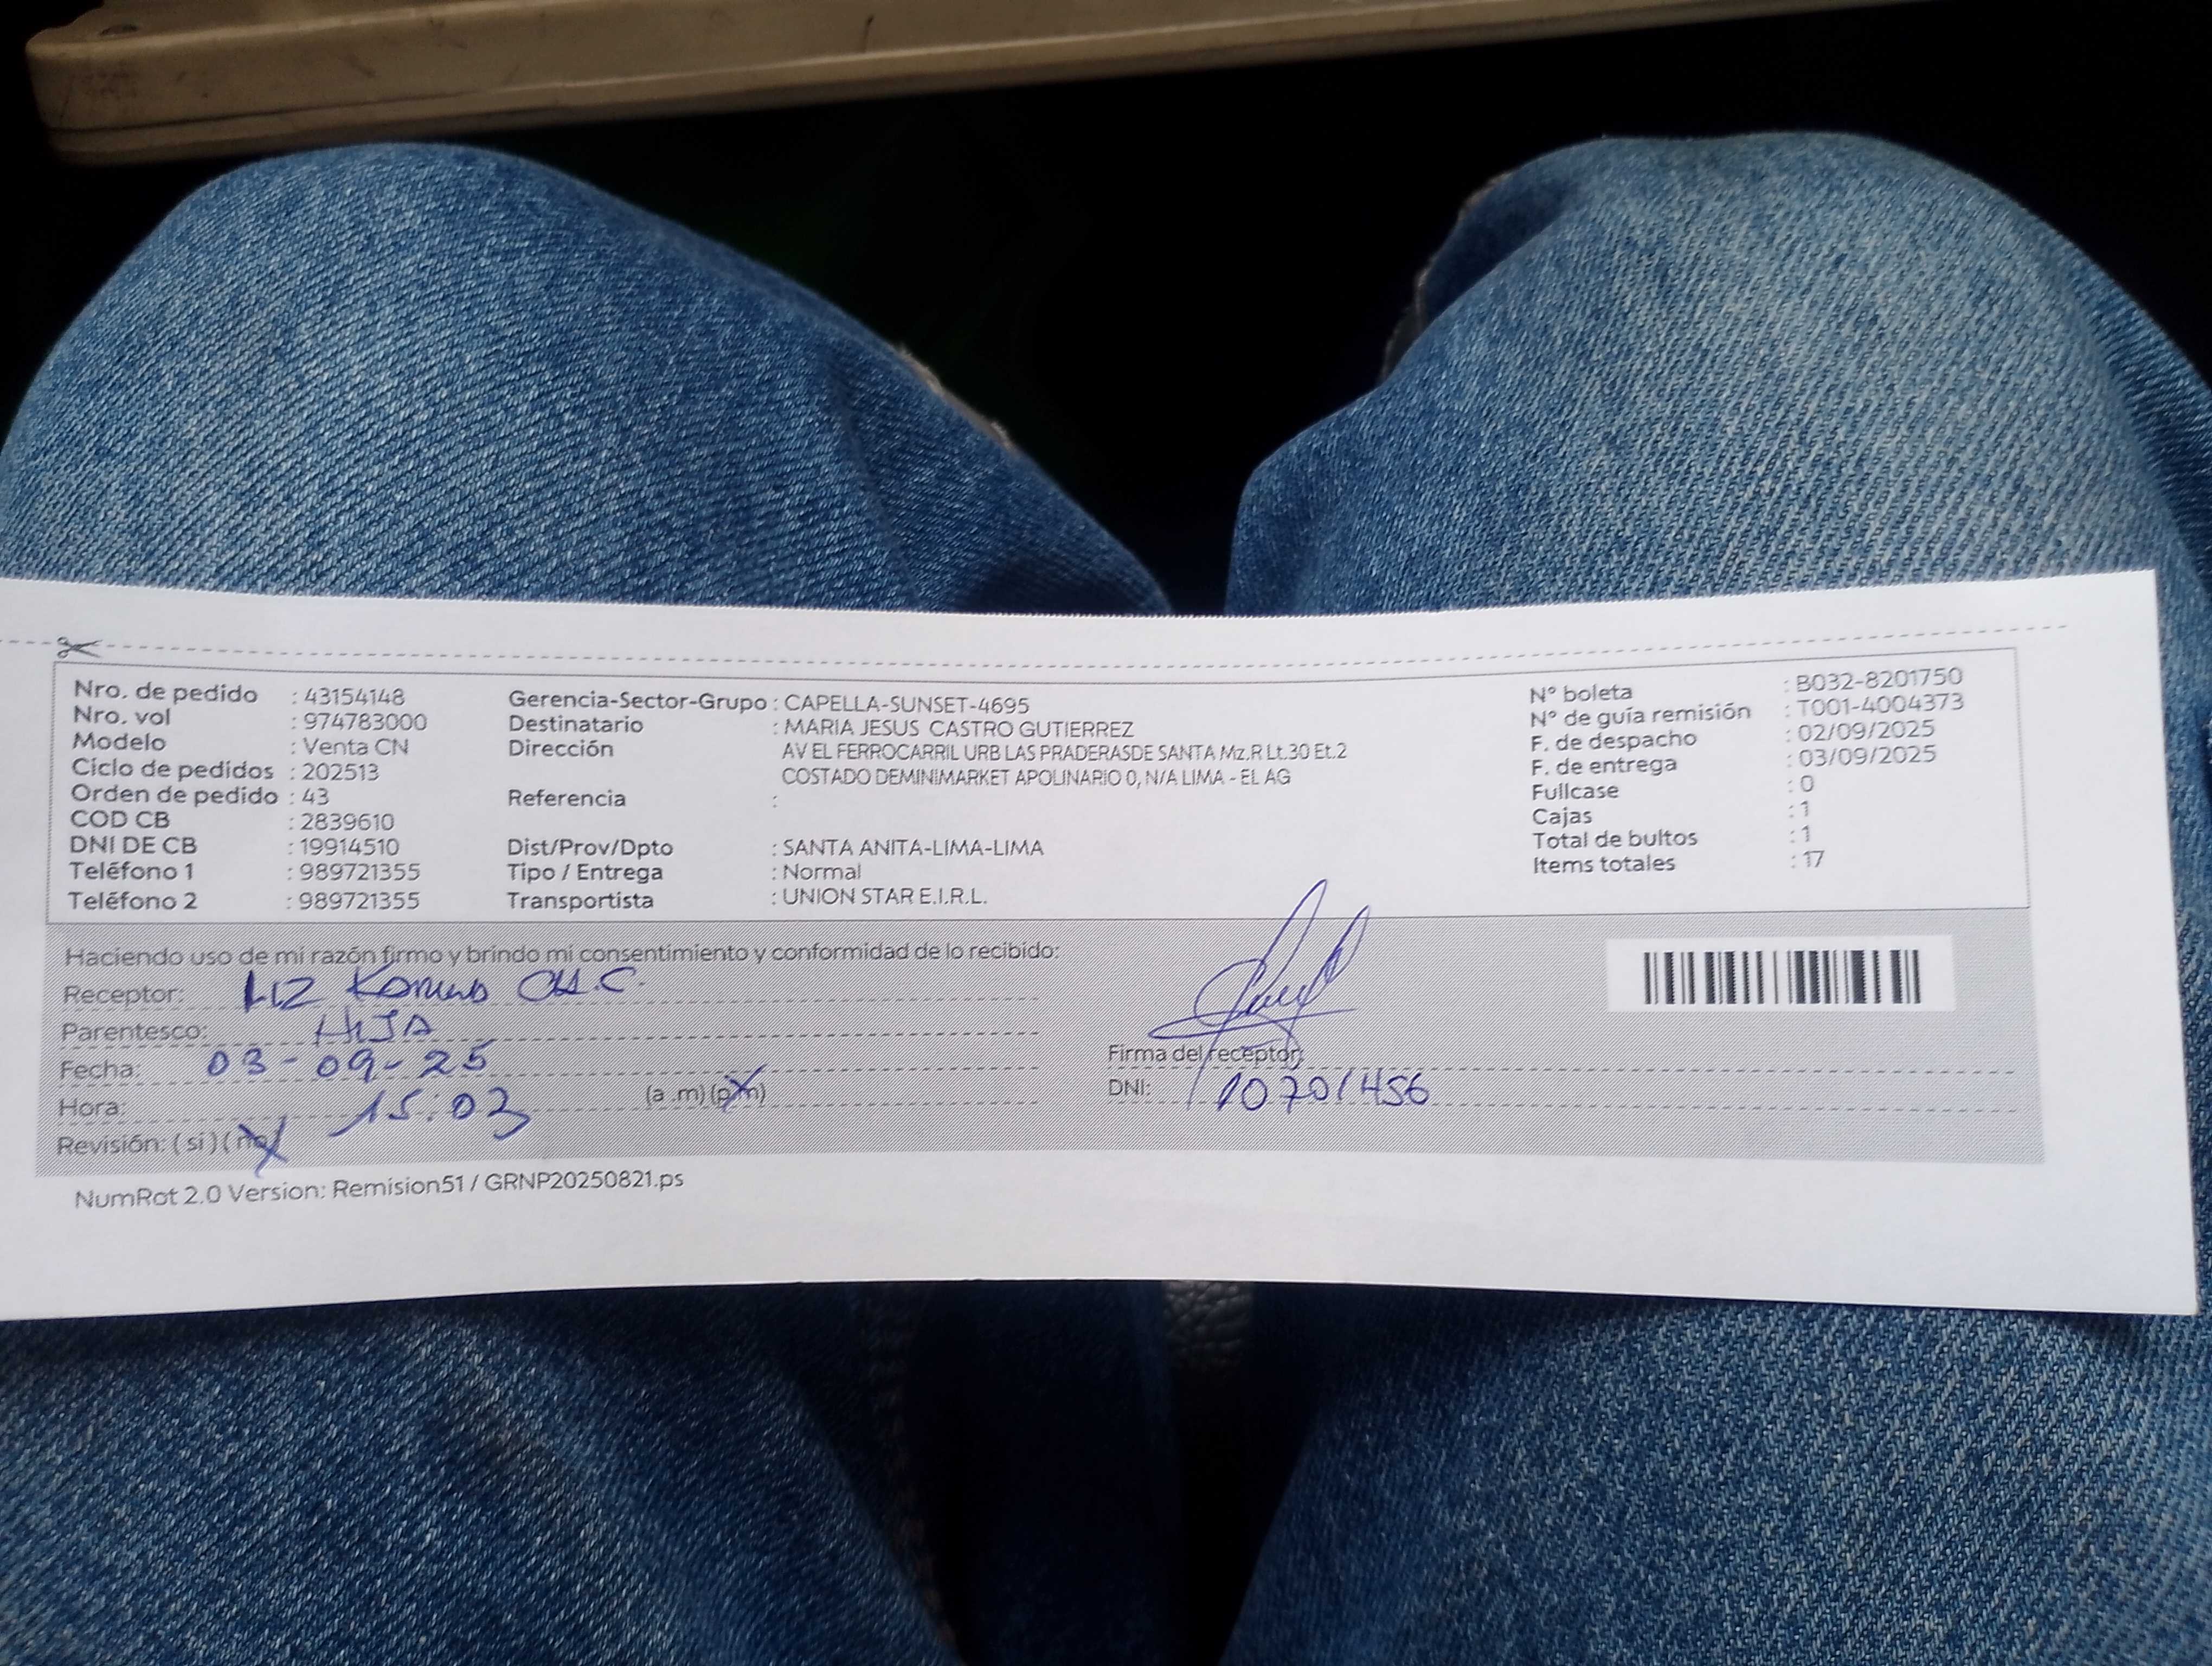 Nro. de pedido : 43154148
Nro. vol : 974783000
Modelo : Venta CN
Ciclo de pedidos : 202513
Orden de pedido : 43
COD CB : 2839610
DNI DE CB : 19914510
Teléfono 1 : 989721355
Teléfono 2 : 989721355
Gerencia-Sector-Grupo : CAPELLA-SUNSET-4695
Destinatario : MARIA JESUS CASTRO GUTIERREZ
Dirección AV EL FERROCARRIL URB LAS PRADERASDE SANTA Mz.R Lt.30 Et.2
COSTADO DEMINIMARKET APOLINARIO 0, N/A LIMA - EL AG
Referencia :
Dist/Prov/Dpto : SANTA ANITA-LIMA-LIMA
Tipo / Entrega : Normal
Transportista : UNION STAR E.I.R.L.
N° boleta : B032-8201750
N° de guía remisión : T001-4004373
F. de despacho : 02/09/2025
F. de entrega : 03/09/2025
Fullcase : 0
Cajas : 1
Total de bultos : 1
Items totales : 17
Haciendo uso de mi razón firmo y brindo mi consentimiento y conformidad de lo recibido:
Receptor: LIZ
Parentesco: HIJA
Fecha: 03-09-25
Hora: 15:03 (a.m) (p.m)
Revisión: (si) (no)
Firma del receptor:
DNI: 10701456
NumRot 2.0 Version: Remision51 / GRNP20250821.ps